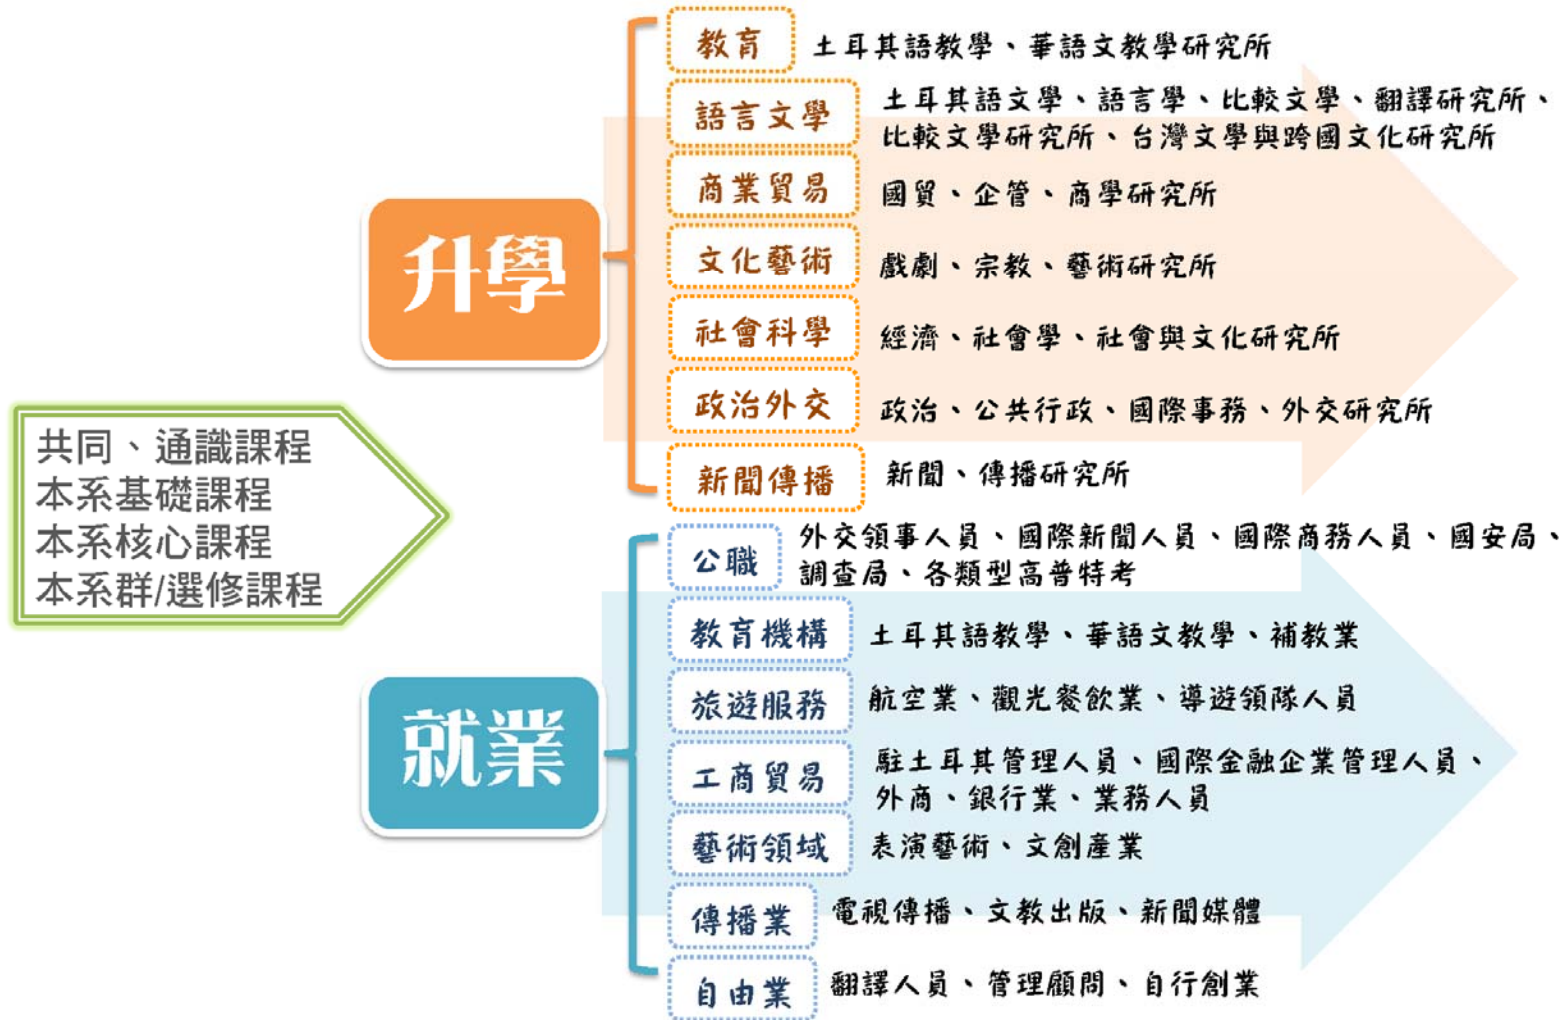 共同、通識課程
本系基礎課程
本系核心課程
本系群/選修課程
升學
教育
土耳其語教學、華語文教學研究所
語言文學
土耳其語文學、語言學、比較文學、翻譯研究所、
比較文學研究所、台灣文學與跨國文化研究所
商業貿易
國貿、企管、商學研究所
文化藝術
戲劇、宗教、藝術研究所
社會科學
經濟、社會學、社會與文化研究所
政治外交
政治、公共行政、國際事務、外交研究所
新聞傳播
新聞、傳播研究所
就業
公職
外交領事人員、國際新聞人員、國際商務人員、國安局、
調查局、各類型高普特考
教育機構
土耳其語教學、華語文教學、補教業
旅遊服務
航空業、觀光餐飲業、導遊領隊人員
工商貿易
駐土耳其管理人員、國際金融企業管理人員、
外商、銀行業、業務人員
藝術領域
表演藝術、文創產業
傳播業
電視傳播、文教出版、新聞媒體
自由業
翻譯人員、管理顧問、自行創業